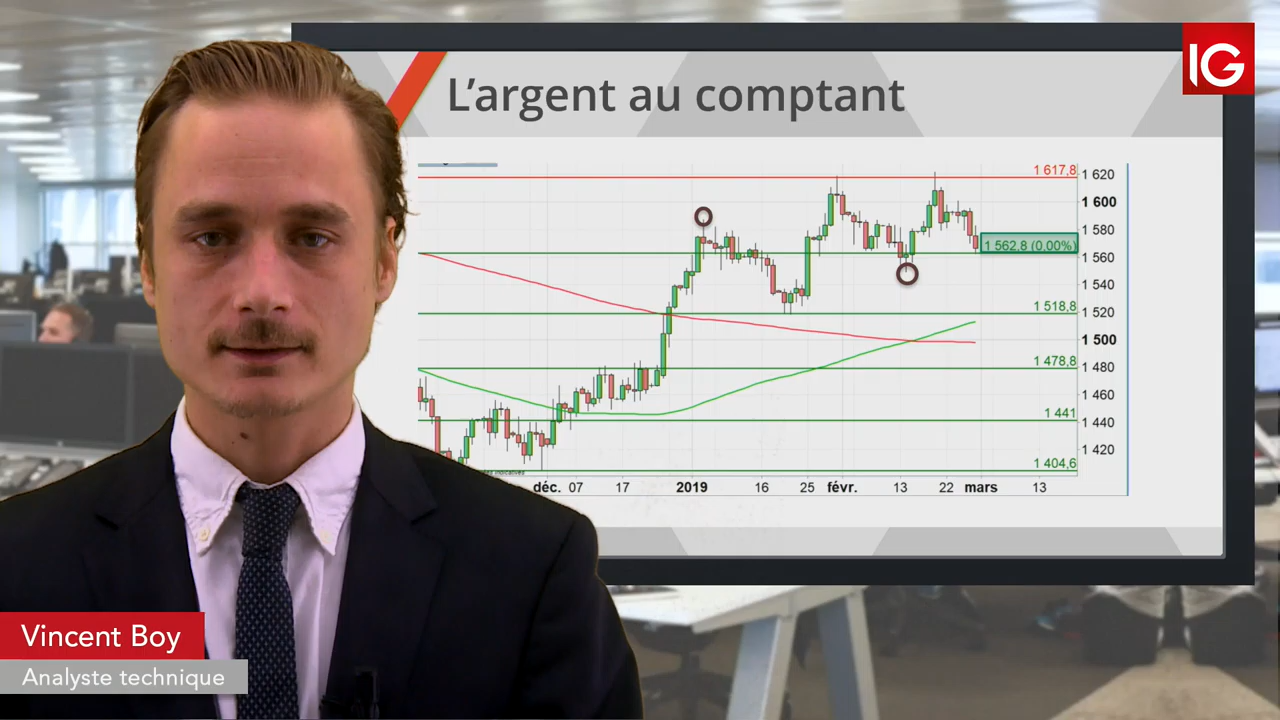 L'argent au comptant
IG
1 617,8
1 620
1 600
1 580
1 562,8 (0.00%)
1 560
1 540
1 518,8
1 520
1 500
1 478,8
1 480
1 460
1 441
1 440
1 420
1 404,6
déc. 07 17 2019 16 25 févr. 13 22 mars 13
Vincent Boy
Analyste technique